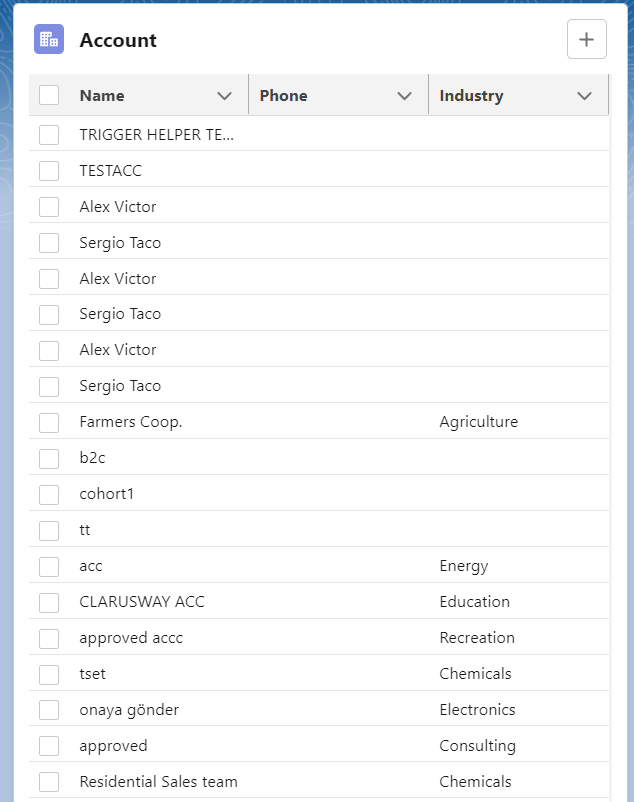 Account
Name Phone Industry
TRIGGER HELPER TE...
TESTACC
Alex Victor
Sergio Taco
Alex Victor
Sergio Taco
Alex Victor
Sergio Taco
Farmers Coop. Agriculture
b2c
cohort1
tt
acc Energy
CLARUSWAY ACC Education
approved accc Recreation
tset Chemicals
onaya gönder Electronics
approved Consulting
Residential Sales team Chemicals